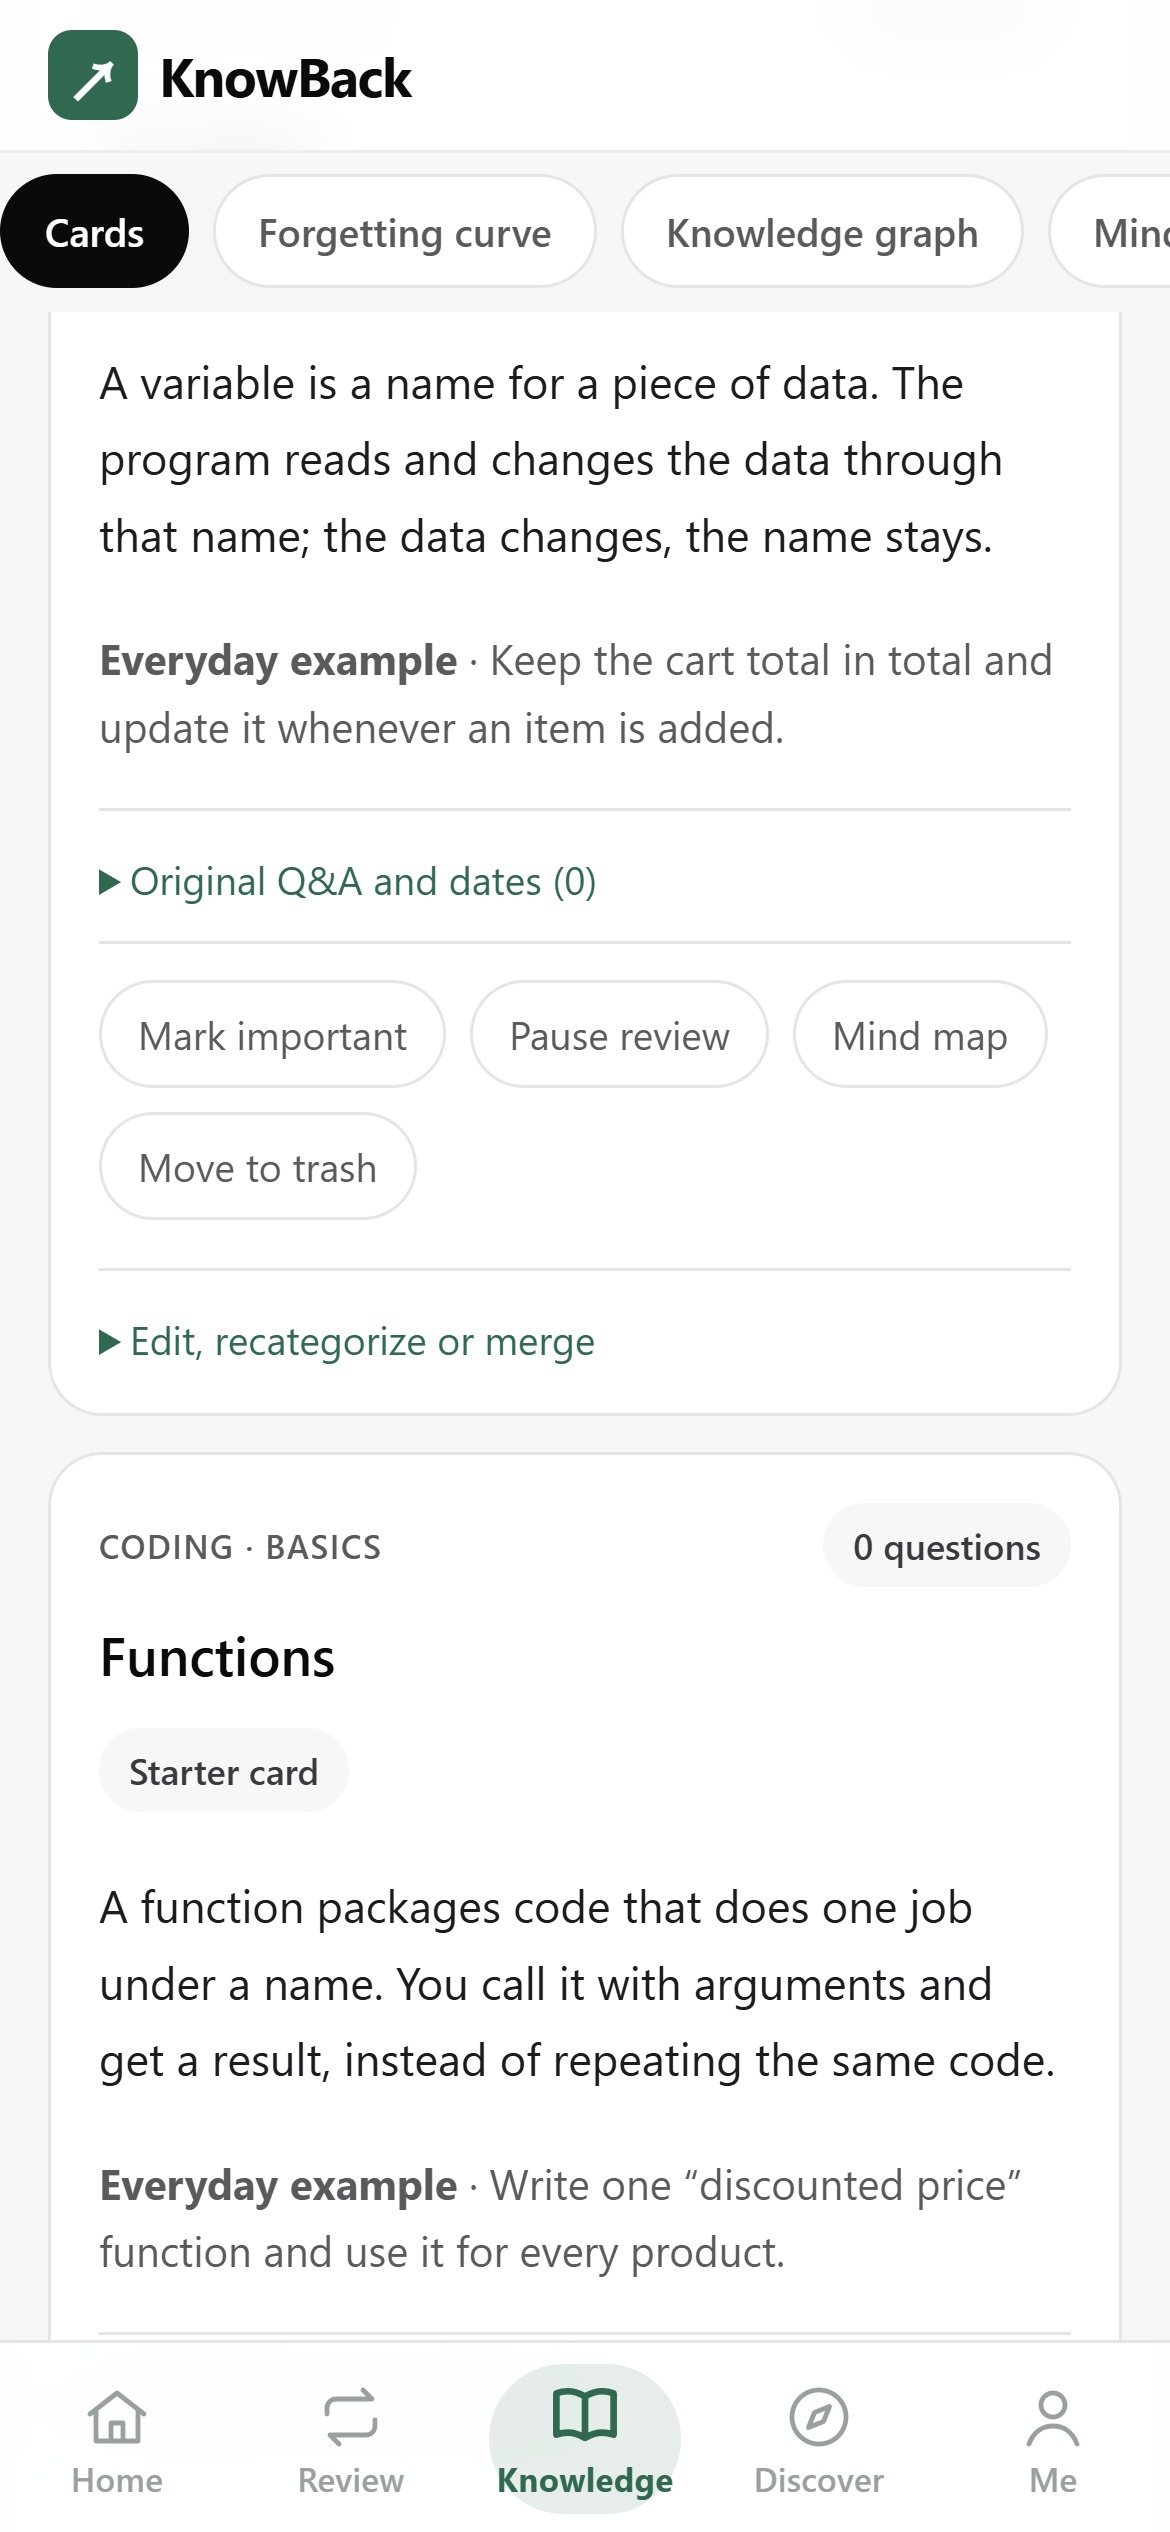 KnowBack
Cards
Forgetting curve
Knowledge graph
A variable is a name for a piece of data. The
program reads and changes the data through
that name; the data changes, the name stays.
Everyday example · Keep the cart total in total and
update it whenever an item is added.
Original Q&A and dates (0)
Mark important
Pause review
Mind map
Move to trash
Edit, recategorize or merge
CODING · BASICS
0 questions
Functions
Starter card
A function packages code that does one job
under a name. You call it with arguments and
get a result, instead of repeating the same code.
Everyday example · Write one “discounted price”
function and use it for every product.
Home
Review
Knowledge
Discover
Me